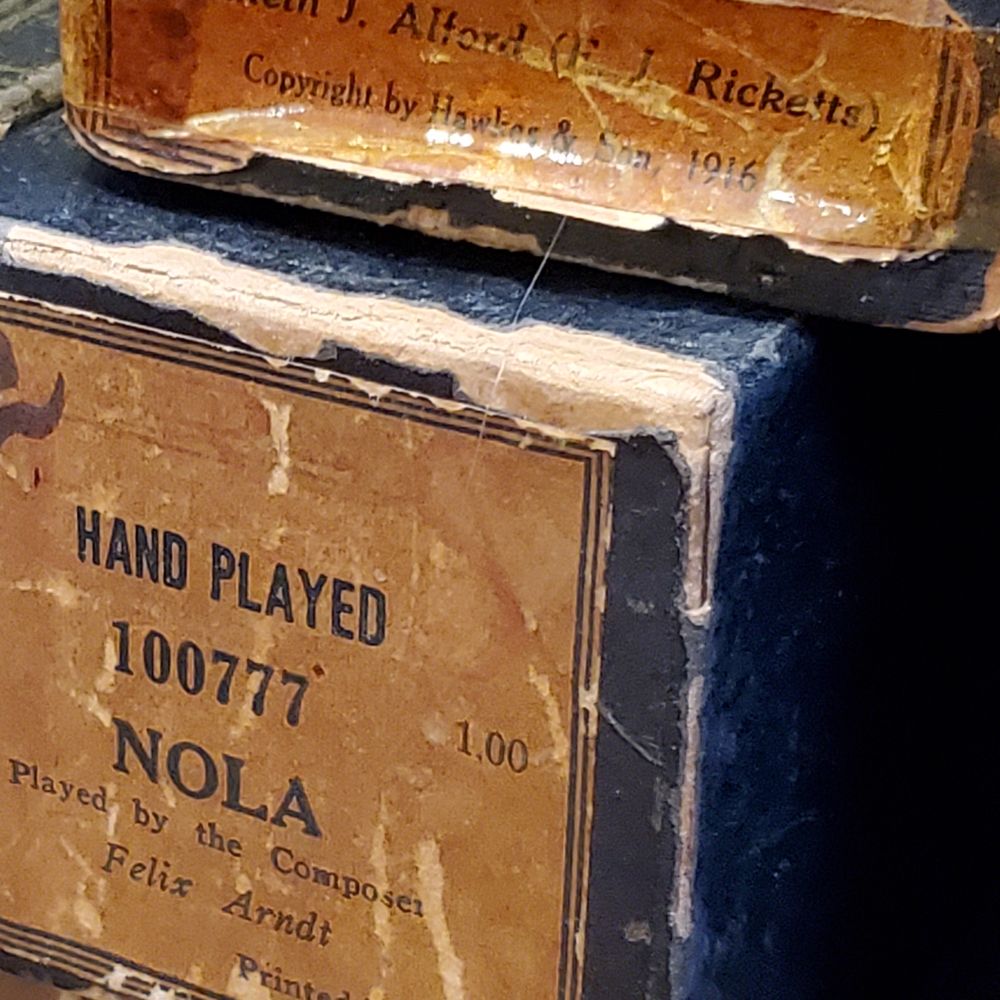 J. Alford (F. J. Ricketts)
Copyright by Hawkes & Son, 1916
HAND PLAYED
100777
1.00
NOLA
Played by the Composer
Felix Arndt
Printed